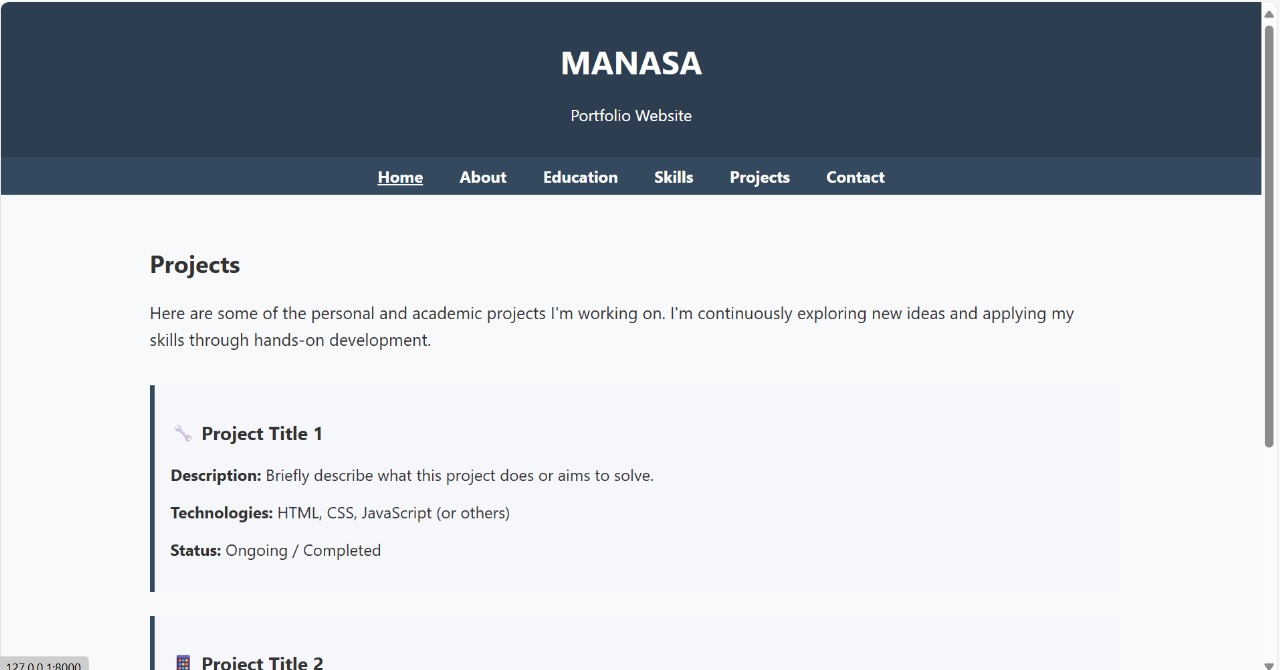 MANASA
Portfolio Website
Home About Education Skills Projects Contact
Projects
Here are some of the personal and academic projects I'm working on. I'm continuously exploring new ideas and applying my
skills through hands-on development.
Project Title 1
Description: Briefly describe what this project does or aims to solve.
Technologies: HTML, CSS, JavaScript (or others)
Status: Ongoing / Completed
Project Title 2
127.0.0.1:8000